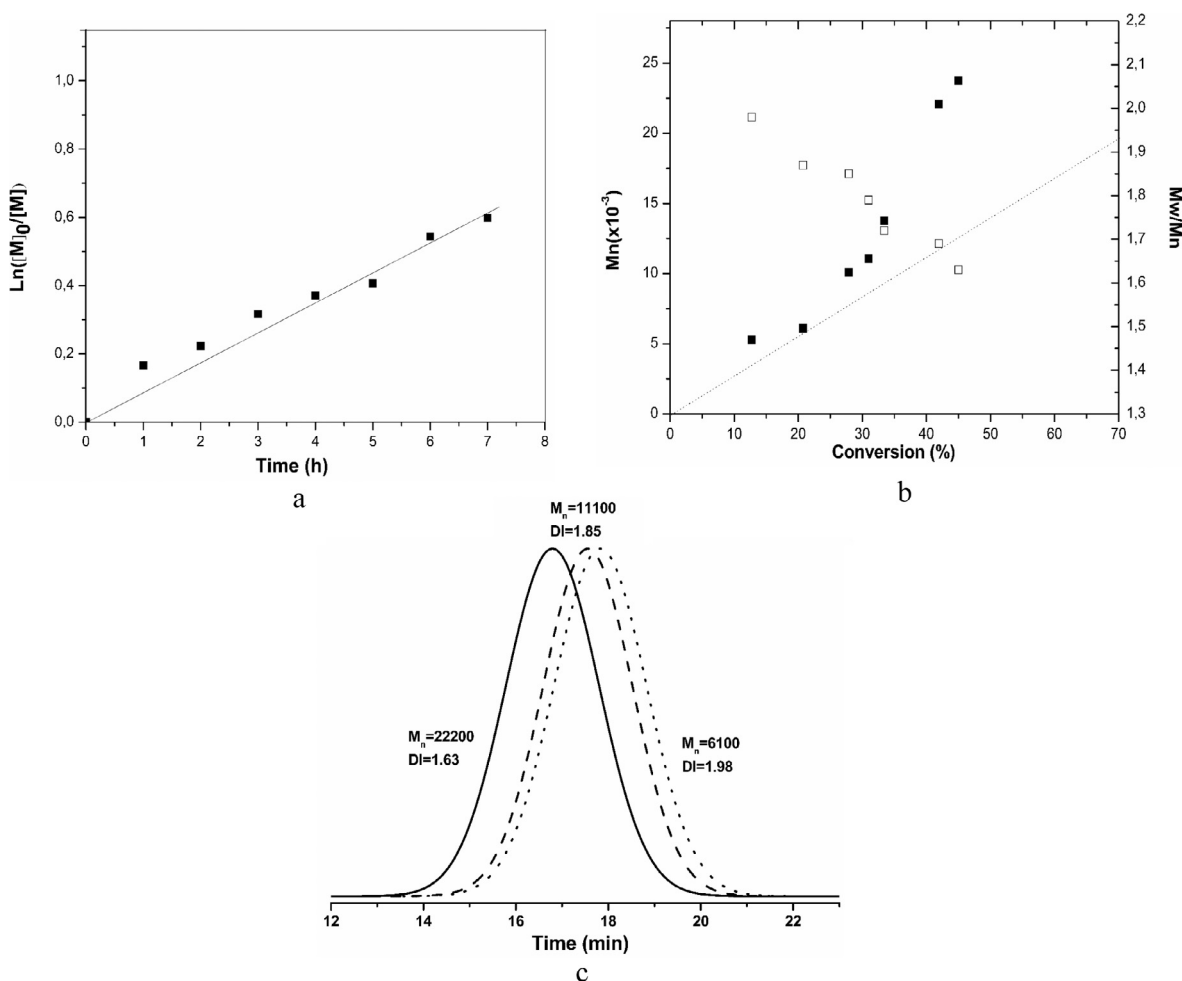 1,0
0,8
0,6
0,4
0,2
0,0
Ln([M]0/[M])
0 1 2 3 4 5 6 7 8
Time (h)
a
25
20
15
10
5
0
Mn(x10-3)
2,2
2,1
2,0
1,9
1,8
1,7
1,6
1,5
1,4
1,3
Mw/Mn
0 10 20 30 40 50 60 70
Conversion (%)
b
Mn=11100
DI=1.85
Mn=22200
DI=1.63
Mn=6100
DI=1.98
12 14 16 18 20 22
Time (min)
c